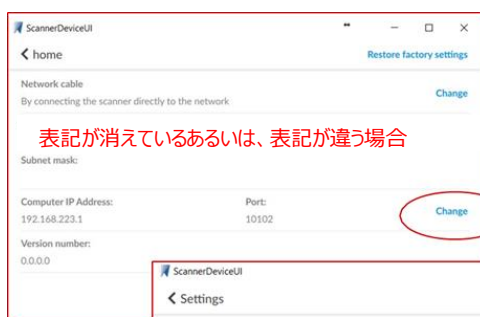 ScannerDeviceUI
home
Restore factory settings
Network cable
By connecting the scanner directly to the network
Change
表記が消えているあるいは、表記が違う場合
Subnet mask:
Computer IP Address:
Port:
192.168.223.1
10102
Change
Version number:
0.0.0.0
ScannerDeviceUI
Settings